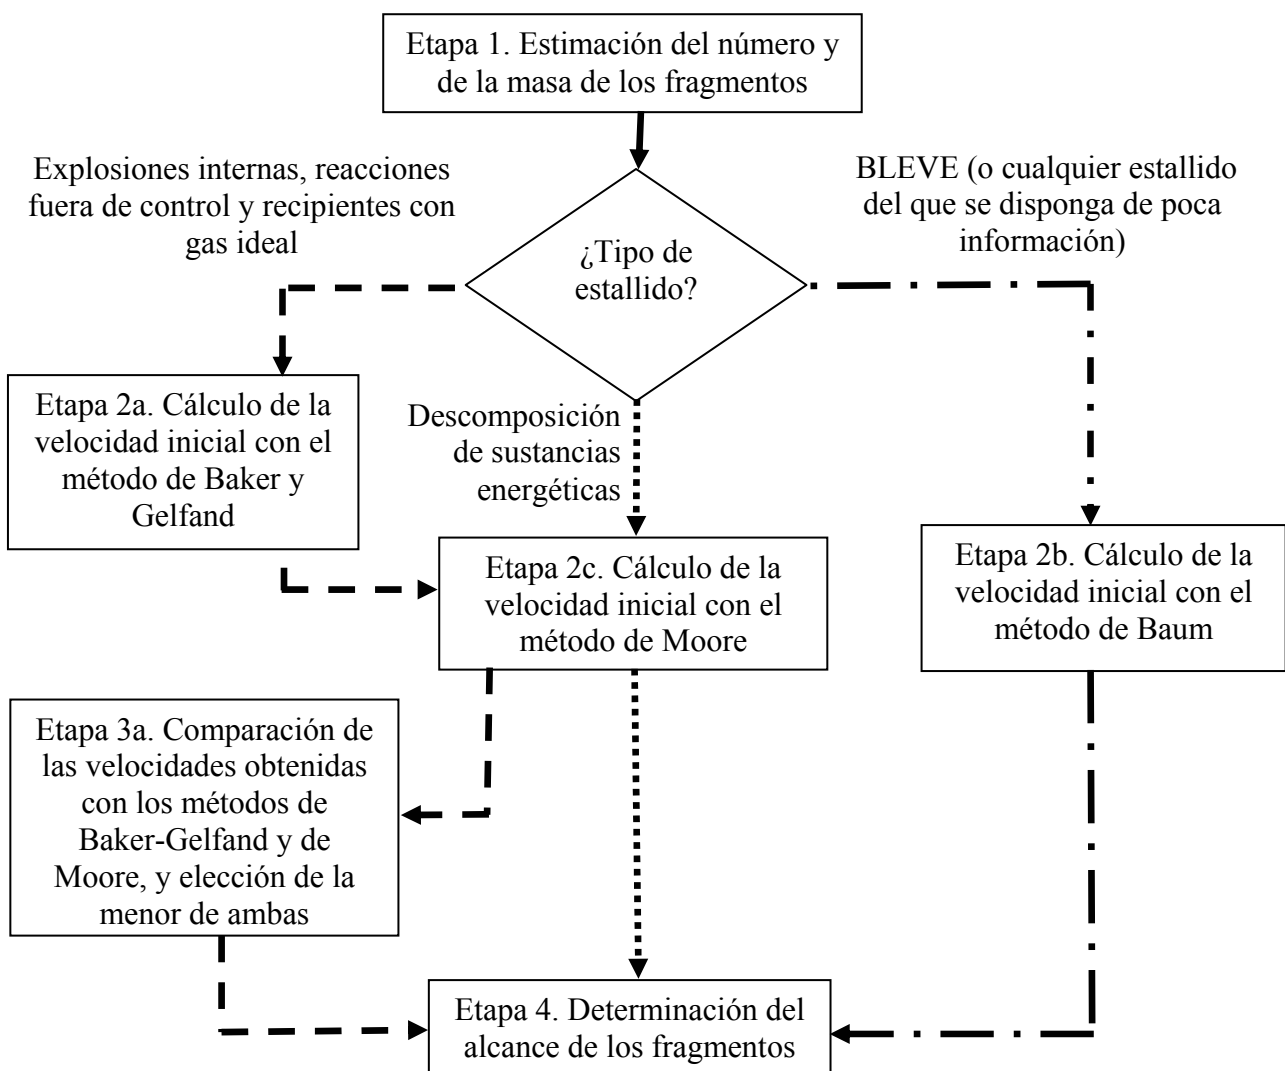 Etapa 1. Estimación del número y
de la masa de los fragmentos
Explosiones internas, reacciones
fuera de control y recipientes con
gas ideal
BLEVE (o cualquier estallido
del que se disponga de poca
información)
¿Tipo de
estallido?
Etapa 2a. Cálculo de la
velocidad inicial con el
método de Baker y
Gelfand
Descomposición
de sustancias
energéticas
Etapa 2c. Cálculo de la
velocidad inicial con el
método de Moore
Etapa 2b. Cálculo de la
velocidad inicial con el
método de Baum
Etapa 3a. Comparación de
las velocidades obtenidas
con los métodos de
Baker-Gelfand y de
Moore, y elección de la
menor de ambas
Etapa 4. Determinación del
alcance de los fragmentos